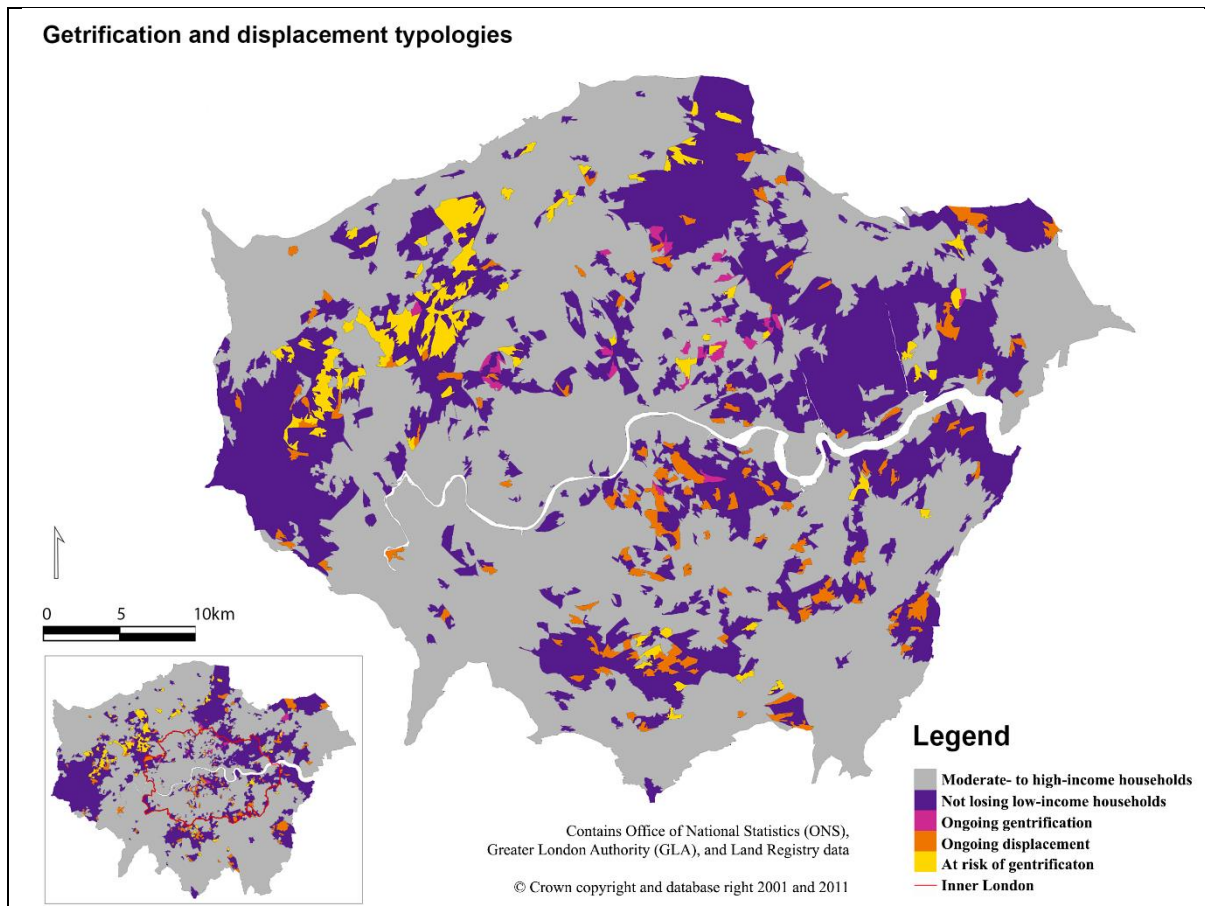 Getrification and displacement typologies
0 5 10km
Legend
Moderate- to high-income households
Not losing low-income households
Ongoing gentrification
Ongoing displacement
At risk of gentrificaton
Inner London
Contains Office of National Statistics (ONS),
Greater London Authority (GLA), and Land Registry data
© Crown copyright and database right 2001 and 2011